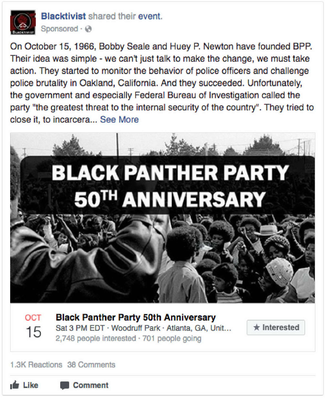 Blacktivist shared their event.
Sponsored ·
On October 15, 1966, Bobby Seale and Huey P. Newton have founded BPP.
Their idea was simple - we can't just talk to make the change, we must take
action. They started to monitor the behavior of police officers and challenge
police brutality in Oakland, California. And they succeeded. Unfortunately,
the government and especially Federal Bureau of Investigation called the
party "the greatest threat to the internal security of the country". They tried to
close it, to incarcera... See More
BLACK PANTHER PARTY
50TH ANNIVERSARY
OCT
15
Black Panther Party 50th Anniversary
Sat 3 PM EDT · Woodruff Park · Atlanta, GA, Unit...
2,748 people interested · 701 people going
★ Interested
1.3K Reactions 38 Comments
Like Comment